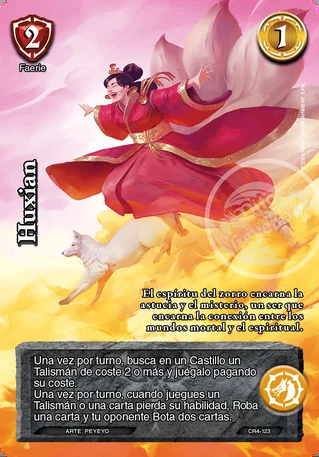 2
1
Faerie
Huxian
El espíritu del zorro encarna la
astucia y el misterio, un ser que
encarna la conexión entre los
mundos mortal y el espiritual.
Una vez por turno, busca en un Castillo un
Talismán de coste 2 o más y juégalo pagando
su coste.
Una vez por turno, cuando juegues un
Talismán o una carta pierda su habilidad, Roba
una carta y tu oponente Bota dos cartas.
ARTE: PEYEYO
CR4-123